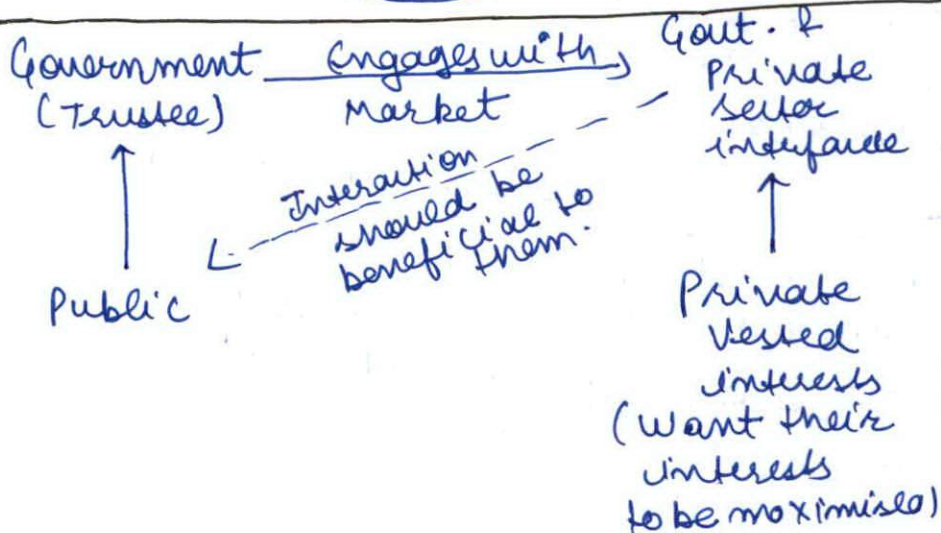 Government
(Trustee)
Engages with
Market
Govt. &
Private
sector
interface
Interaction
should be
beneficial to
them.
Public
Private
Vested
interests
(Want their
interests
to be maximised)